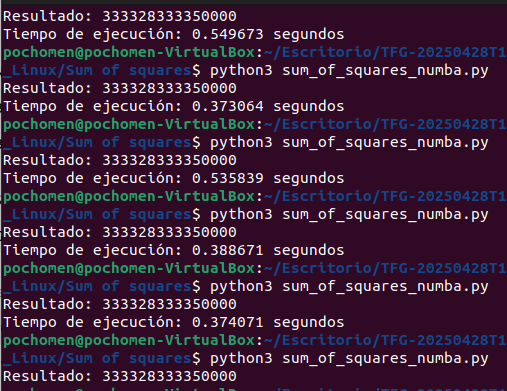 Resultado: 333328333350000
Tiempo de ejecución: 0.549673 segundos
pochomen@pochomen-VirtualBox:~/Escritorio/TFG-20250428T1
_Linux/Sum of squares$ python3 sum_of_squares_numba.py
Resultado: 333328333350000
Tiempo de ejecución: 0.373064 segundos
pochomen@pochomen-VirtualBox:~/Escritorio/TFG-20250428T1
_Linux/Sum of squares$ python3 sum_of_squares_numba.py
Resultado: 333328333350000
Tiempo de ejecución: 0.535839 segundos
pochomen@pochomen-VirtualBox:~/Escritorio/TFG-20250428T1
_Linux/Sum of squares$ python3 sum_of_squares_numba.py
Resultado: 333328333350000
Tiempo de ejecución: 0.388671 segundos
pochomen@pochomen-VirtualBox:~/Escritorio/TFG-20250428T1
_Linux/Sum of squares$ python3 sum_of_squares_numba.py
Resultado: 333328333350000
Tiempo de ejecución: 0.374071 segundos
pochomen@pochomen-VirtualBox:~/Escritorio/TFG-20250428T1
_Linux/Sum of squares$ python3 sum_of_squares_numba.py
Resultado: 333328333350000